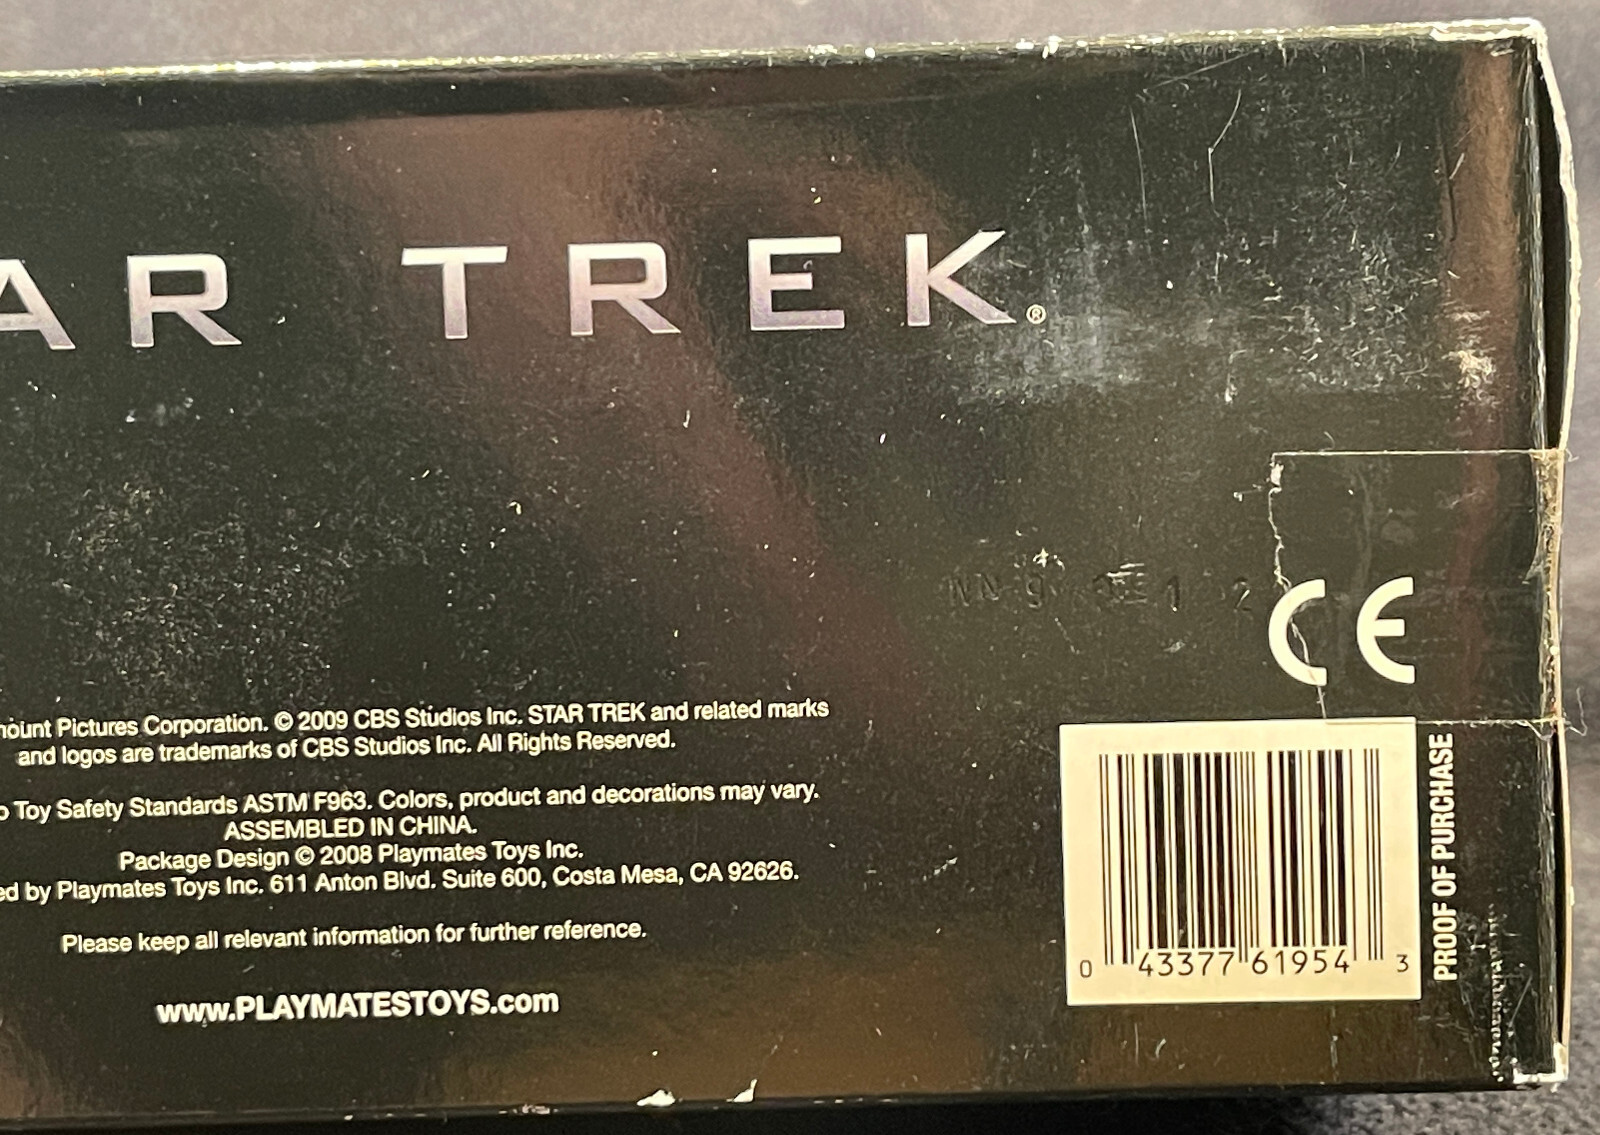 AR TREK®
CE
mount Pictures Corporation. © 2009 CBS Studios Inc. STAR TREK and related marks
and logos are trademarks of CBS Studios Inc. All Rights Reserved.
o Toy Safety Standards ASTM F963. Colors, product and decorations may vary.
ASSEMBLED IN CHINA.
Package Design © 2008 Playmates Toys Inc.
ed by Playmates Toys Inc. 611 Anton Blvd. Suite 600, Costa Mesa, CA 92626.
Please keep all relevant information for further reference.
www.PLAYMATESTOYS.com
0 43377 61954 3
PROOF OF PURCHASE